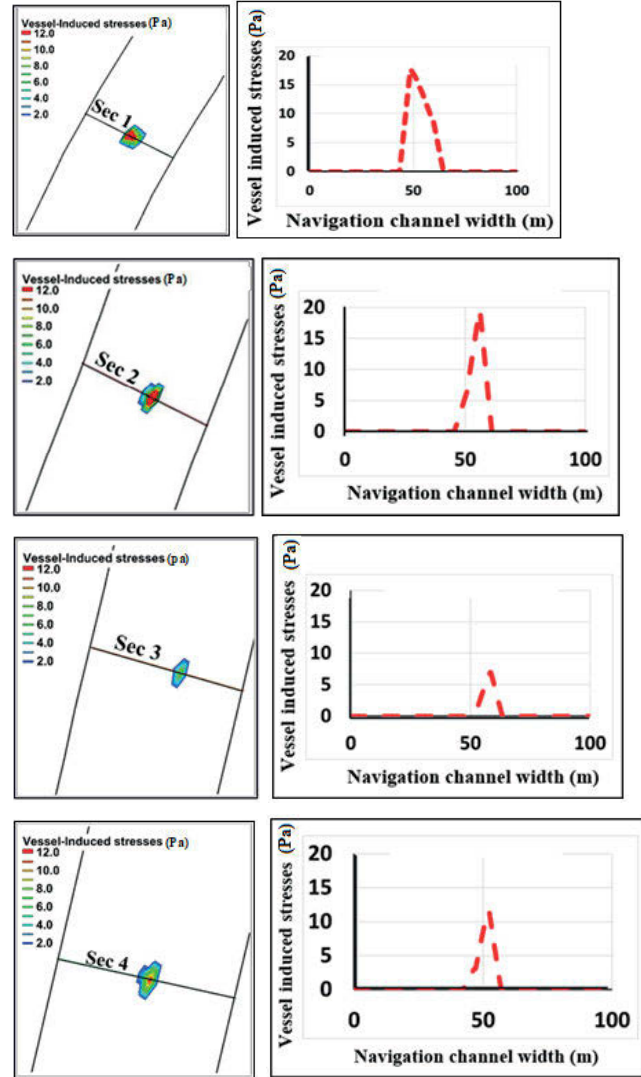 Vessel-Induced stresses (Pa)
12.0
10.0
8.0
6.0
4.0
2.0
Sec 1
Vessel induced stresses (Pa)
20
15
10
5
0
0 50 100
Navigation channel width (m)
Vessel-Induced stresses (Pa)
12.0
10.0
8.0
6.0
4.0
2.0
Sec 2
Vessel induced stresses (Pa)
20
15
10
5
0
0 50 100
Navigation channel width (m)
Vessel-Induced stresses (pa)
12.0
10.0
8.0
6.0
4.0
2.0
Sec 3
Vessel induced stresses (Pa)
20
15
10
5
0
0 50 100
Navigation channel width (m)
Vessel-Induced stresses (Pa)
12.0
10.0
8.0
6.0
4.0
2.0
Sec 4
Vessel induced stresses (Pa)
20
15
10
5
0
0 50 100
Navigation channel width (m)